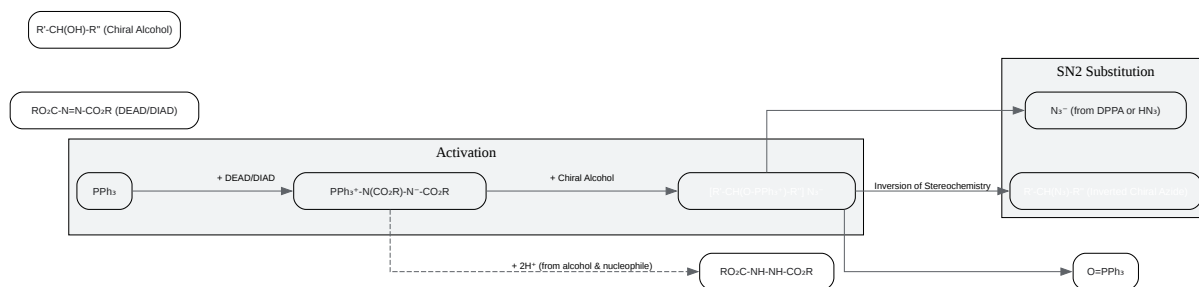 R'-CH(OH)-R" (Chiral Alcohol)
SN2 Substitution
RO₂C-N=N-CO₂R (DEAD/DIAD)
N₃⁻ (from DPPA or HN₃)
Activation
PPh₃
+ DEAD/DIAD
PPh₃⁺-N(CO₂R)-N⁻-CO₂R
+ Chiral Alcohol
Inversion of Stereochemistry
+ 2H⁺ (from alcohol & nucleophile)
RO₂C-NH-NH-CO₂R
O=PPh₃